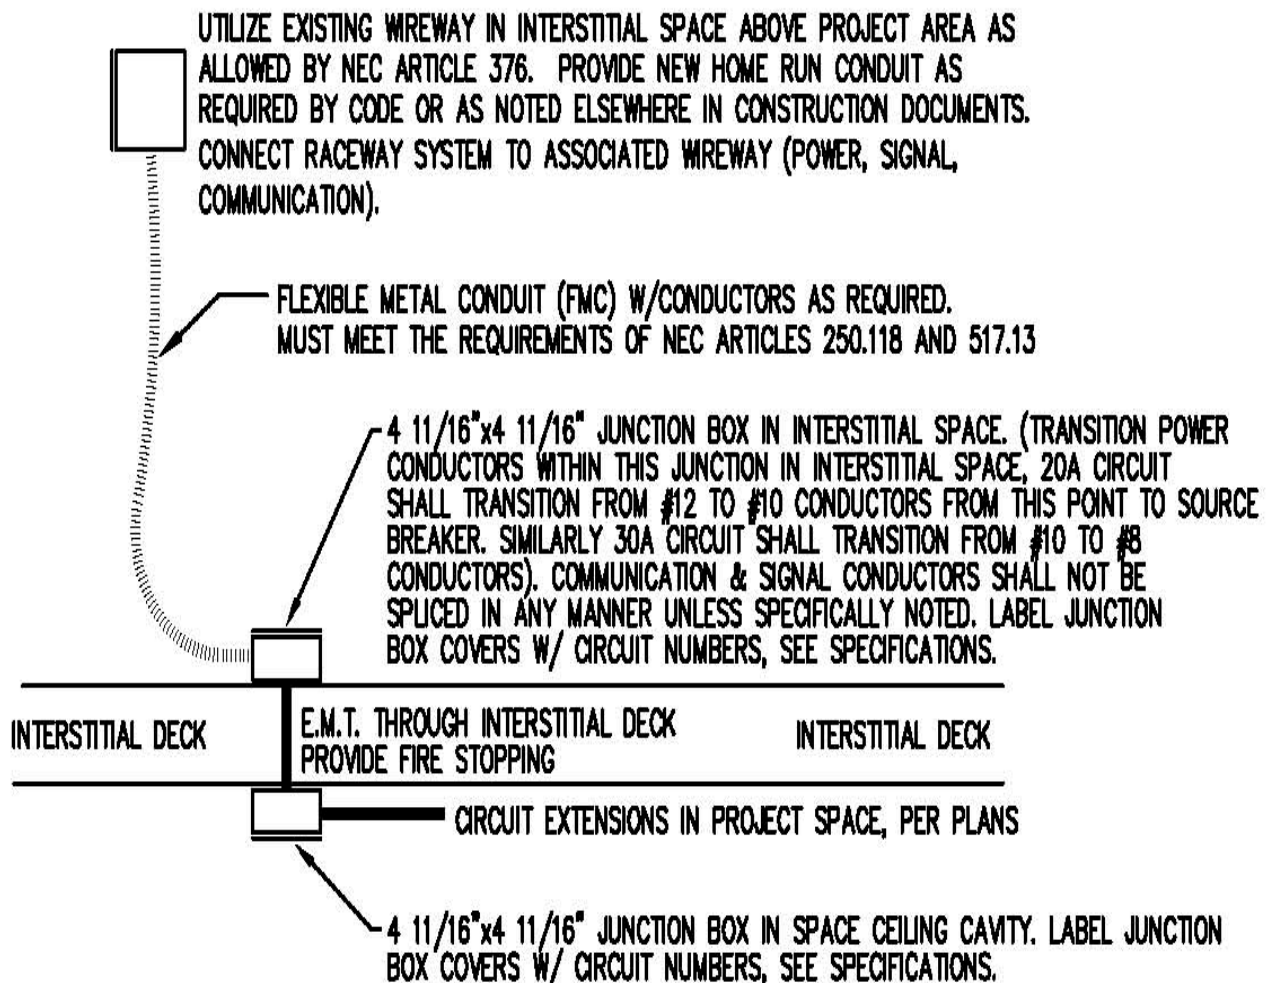 UTILIZE EXISTING WIREWAY IN INTERSTITIAL SPACE ABOVE PROJECT AREA AS
ALLOWED BY NEC ARTICLE 376. PROVIDE NEW HOME RUN CONDUIT AS
REQUIRED BY CODE OR AS NOTED ELSEWHERE IN CONSTRUCTION DOCUMENTS.
CONNECT RACEWAY SYSTEM TO ASSOCIATED WIREWAY (POWER, SIGNAL,
COMMUNICATION).
FLEXIBLE METAL CONDUIT (FMC) W/CONDUCTORS AS REQUIRED.
MUST MEET THE REQUIREMENTS OF NEC ARTICLES 250.118 AND 517.13
4 11/16"x4 11/16" JUNCTION BOX IN INTERSTITIAL SPACE. (TRANSITION POWER
CONDUCTORS WITHIN THIS JUNCTION IN INTERSTITIAL SPACE, 20A CIRCUIT
SHALL TRANSITION FROM #12 TO #10 CONDUCTORS FROM THIS POINT TO SOURCE
BREAKER. SIMILARLY 30A CIRCUIT SHALL TRANSITION FROM #10 TO #8
CONDUCTORS). COMMUNICATION & SIGNAL CONDUCTORS SHALL NOT BE
SPLICED IN ANY MANNER UNLESS SPECIFICALLY NOTED. LABEL JUNCTION
BOX COVERS W/ CIRCUIT NUMBERS, SEE SPECIFICATIONS.
INTERSTITIAL DECK
E.M.T. THROUGH INTERSTITIAL DECK
PROVIDE FIRE STOPPING
INTERSTITIAL DECK
CIRCUIT EXTENSIONS IN PROJECT SPACE, PER PLANS
4 11/16"x4 11/16" JUNCTION BOX IN SPACE CEILING CAVITY. LABEL JUNCTION
BOX COVERS W/ CIRCUIT NUMBERS, SEE SPECIFICATIONS.